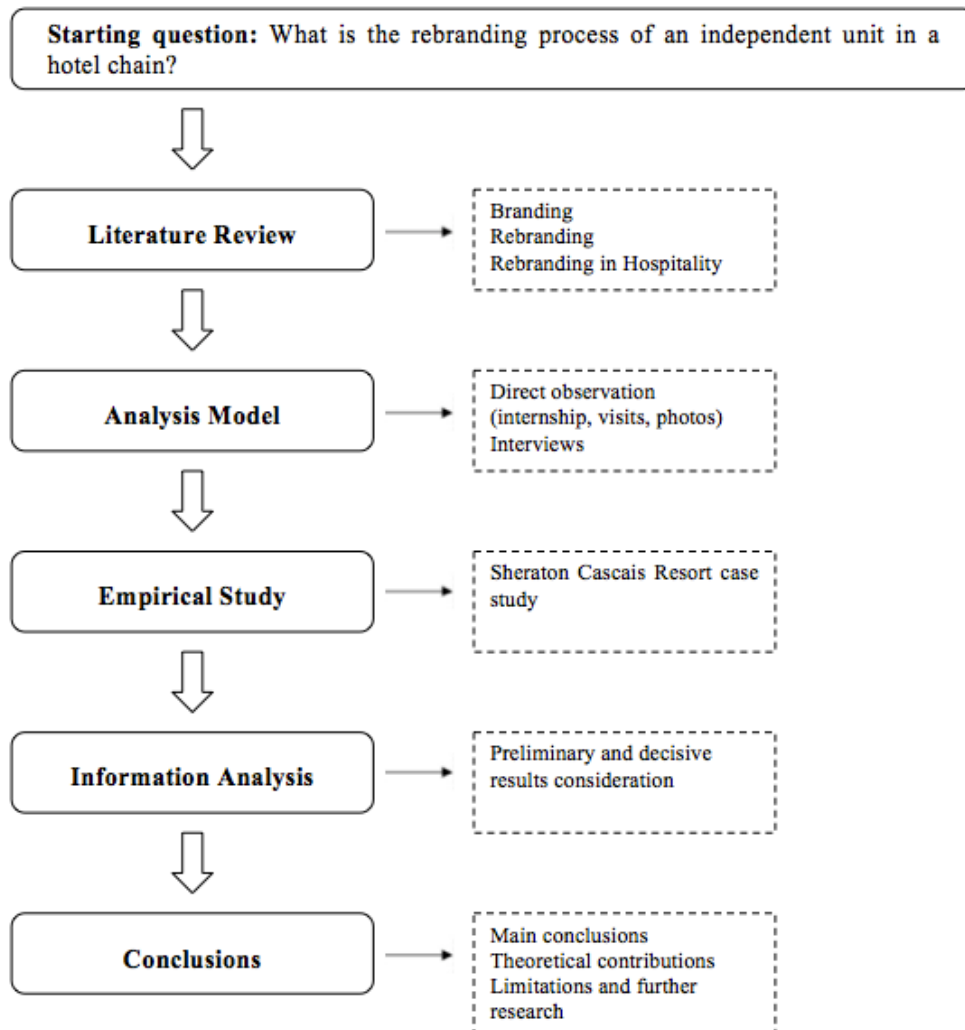 Starting question: What is the rebranding process of an independent unit in a
hotel chain?
Literature Review
Branding
Rebranding
Rebranding in Hospitality
Analysis Model
Direct observation
(internship, visits, photos)
Interviews
Empirical Study
Sheraton Cascais Resort case
study
Information Analysis
Preliminary and decisive
results consideration
Conclusions
Main conclusions
Theoretical contributions
Limitations and further
research